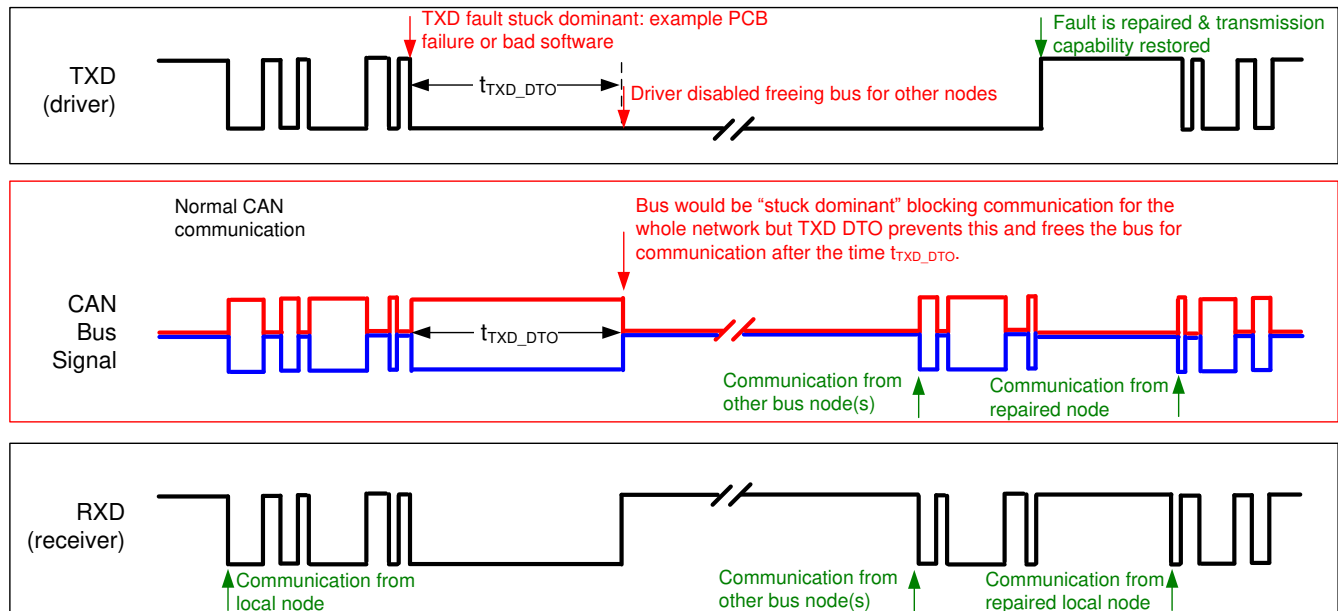 TXD fault stuck dominant: example PCB
failure or bad software
Fault is repaired & transmission
capability restored
TXD
(driver)
tTXD_DTO
Driver disabled freeing bus for other nodes
Normal CAN
communication
Bus would be “stuck dominant” blocking communication for the
whole network but TXD DTO prevents this and frees the bus for
communication after the time tTXD_DTO.
CAN
Bus
Signal
tTXD_DTO
Communication from
other bus node(s)
Communication from
repaired node
RXD
(receiver)
Communication from
local node
Communication from
other bus node(s)
Communication from
repaired local node